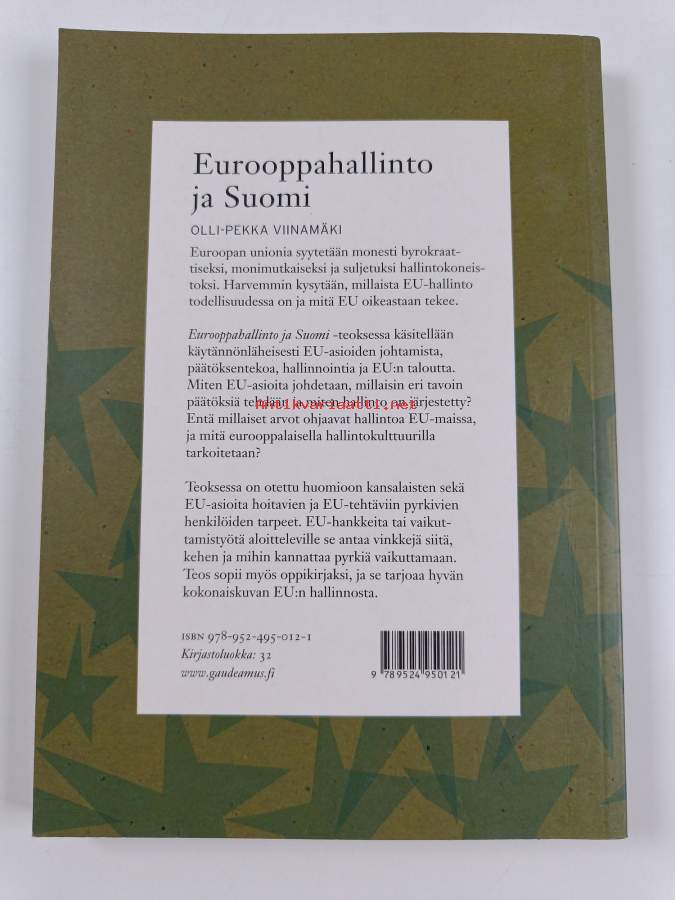 Eurooppahallinto
ja Suomi
OLLI-PEKKA VIINAMÄKI
Euroopan unionia syytetään monesti byrokraat-
tiseksi, monimutkaiseksi ja suljetuksi hallintokoneis-
toksi. Harvemmin kysytään, millaista EU-hallinto
todellisuudessa on ja mitä EU oikeastaan tekee.
Eurooppahallinto ja Suomi -teoksessa käsitellään
käytännönläheisesti EU-asioiden johtamista,
päätöksentekoa, hallinnointia ja EU:n taloutta.
Miten EU-asioita johdetaan, millaisin eri tavoin
päätöksiä tehdään ja miten hallinto on järjestetty?
Antikvariaatti.net
Entä millaiset arvot ohjaavat hallintoa EU-maissa,
ja mitä eurooppalaisella hallintokulttuurilla
tarkoitetaan?
Teoksessa on otettu huomioon kansalaisten sekä
EU-asioita hoitavien ja EU-tehtäviin pyrkivien
henkilöiden tarpeet. EU-hankkeita tai vaikut-
tamistyötä aloitteleville se antaa vinkkejä siitä,
kehen ja mihin kannattaa pyrkiä vaikuttamaan.
Teos sopii myös oppikirjaksi, ja se tarjoaa hyvän
kokonaiskuvan EU:n hallinnosta.
ISBN 978-952-495-012-1
Kirjastoluokka: 32
www.gaudeamus.fi
9 789524 950121